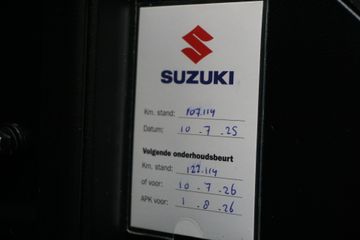 SUZUKI
Km. stand: 107.114
Datum: 10 - 7 - 25
Volgende onderhoudsbeurt
Km. stand: 122.114
of voor: 10 - 7 - 26
APK voor: 1 - 8 - 26